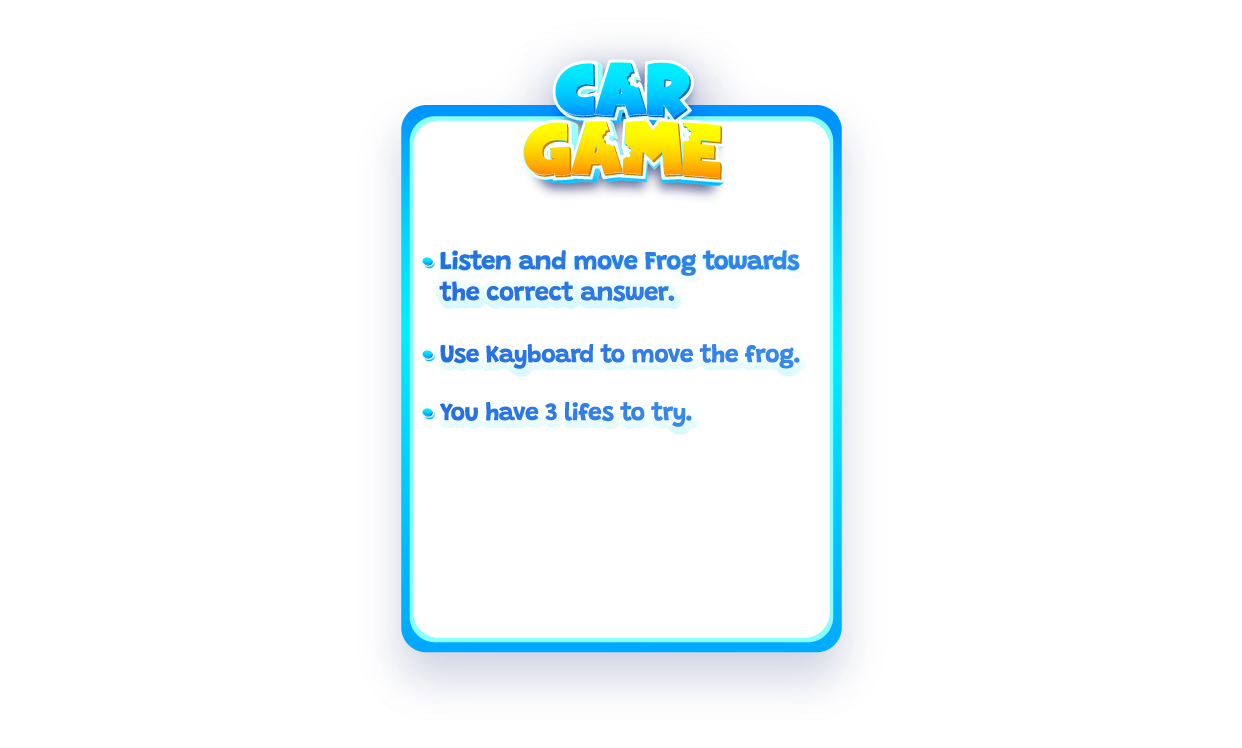 CAR
GAME
Listen and move Frog towards
the correct answer.
Use Kayboard to move the frog.
You have 3 lifes to try.